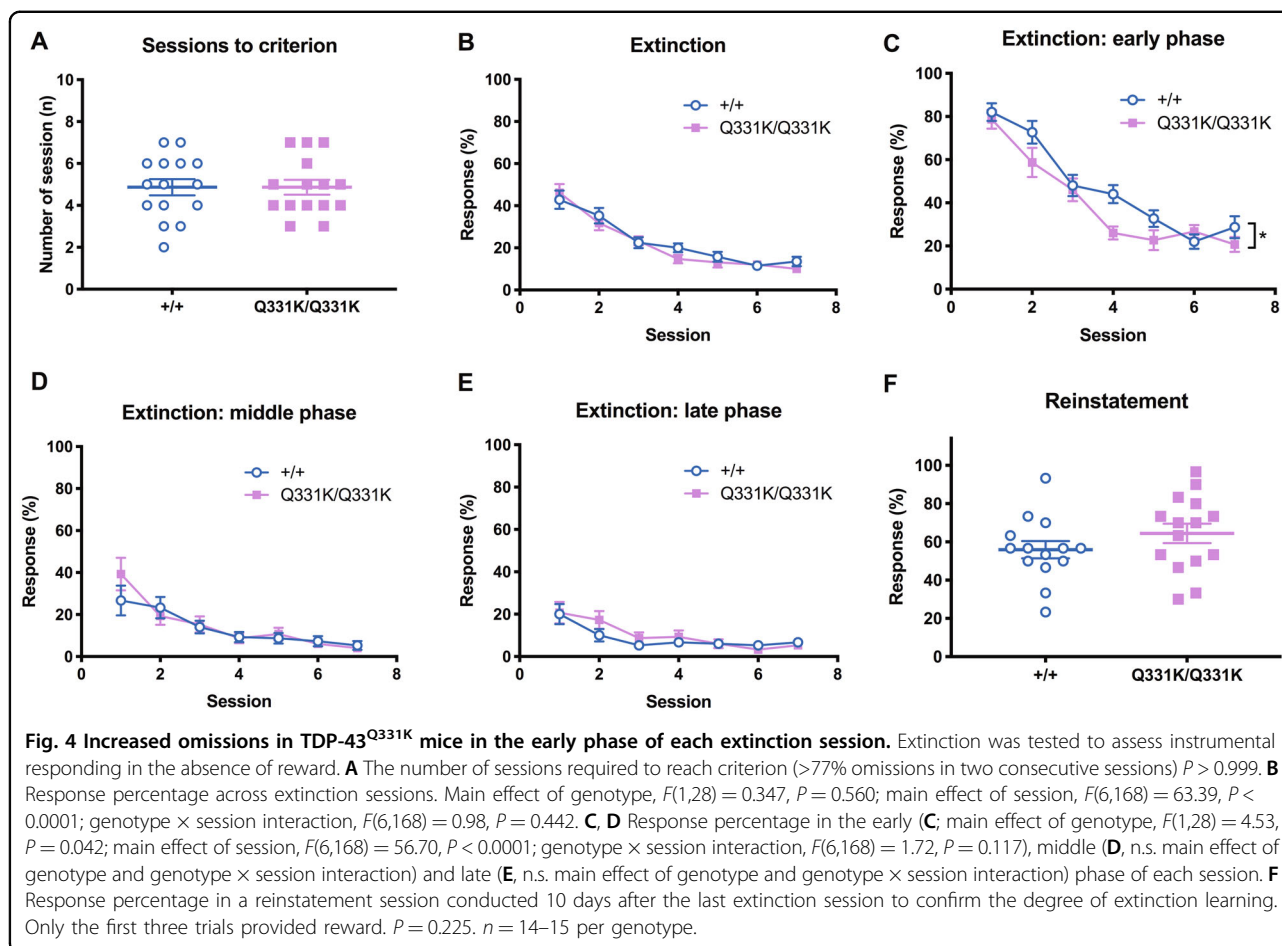 A
Sessions to criterion
Number of session (n)
10
8
6
4
2
0
+/+
Q331K/Q331K
B
Extinction
Response (%)
100
80
60
40
20
0
+/+
Q331K/Q331K
0 2 4 6 8
Session
C
Extinction: early phase
Response (%)
100
80
60
40
20
0
+/+
Q331K/Q331K
*
0 2 4 6 8
Session
D
Extinction: middle phase
Response (%)
100
80
60
40
20
0
+/+
Q331K/Q331K
0 2 4 6 8
Session
E
Extinction: late phase
Response (%)
100
80
60
40
20
0
+/+
Q331K/Q331K
0 2 4 6 8
Session
F
Reinstatement
Response (%)
100
80
60
40
20
0
+/+
Q331K/Q331K
Fig. 4 Increased omissions in TDP-43Q331K mice in the early phase of each extinction session. Extinction was tested to assess instrumental
responding in the absence of reward. A The number of sessions required to reach criterion (>77% omissions in two consecutive sessions) P > 0.999. B
Response percentage across extinction sessions. Main effect of genotype, F(1,28) = 0.347, P = 0.560; main effect of session, F(6,168) = 63.39, P <
0.0001; genotype × session interaction, F(6,168) = 0.98, P = 0.442. C, D Response percentage in the early (C; main effect of genotype, F(1,28) = 4.53,
P = 0.042; main effect of session, F(6,168) = 56.70, P < 0.0001; genotype × session interaction, F(6,168) = 1.72, P = 0.117), middle (D, n.s. main effect of
genotype and genotype × session interaction) and late (E, n.s. main effect of genotype and genotype × session interaction) phase of each session. F
Response percentage in a reinstatement session conducted 10 days after the last extinction session to confirm the degree of extinction learning.
Only the first three trials provided reward. P = 0.225. n = 14–15 per genotype.